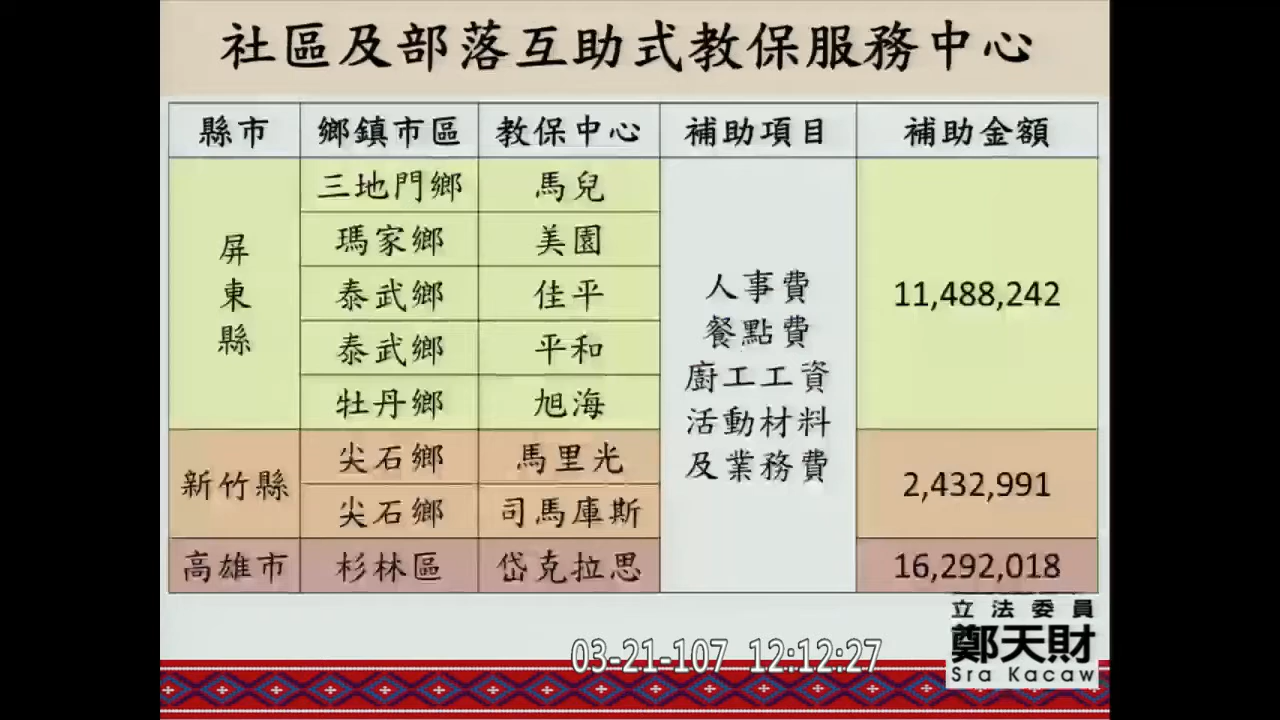 社區及部落互助式教保服務中心
縣市 鄉鎮市區 教保中心 補助項目 補助金額
屏東縣 三地門鄉 馬兒 人事費餐點費廚工工資活動材料及業務費 11,488,242
瑪家鄉 美園
泰武鄉 佳平
泰武鄉 平和
牡丹鄉 旭海
新竹縣 尖石鄉 馬里光 2,432,991
尖石鄉 司馬庫斯
高雄市 杉林區 岱克拉思 16,292,018
立法委員
鄭天財
Sra Kacaw
03-21-107 12:12:27